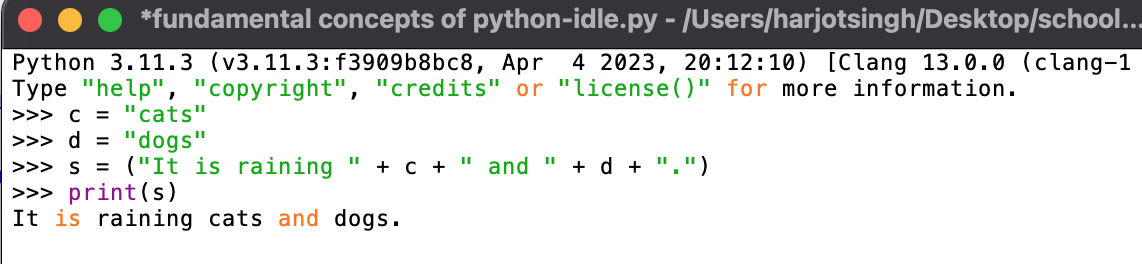 *fundamental concepts of python-idle.py - /Users/harjotsingh/Desktop/school...
Python 3.11.3 (v3.11.3:f3909b8bc8, Apr  4 2023, 20:12:10) [Clang 13.0.0 (clang-1
Type "help", "copyright", "credits" or "license()" for more information.
>>> c = "cats"
>>> d = "dogs"
>>> s = ("It is raining " + c + " and " + d + ".")
>>> print(s)
It is raining cats and dogs.